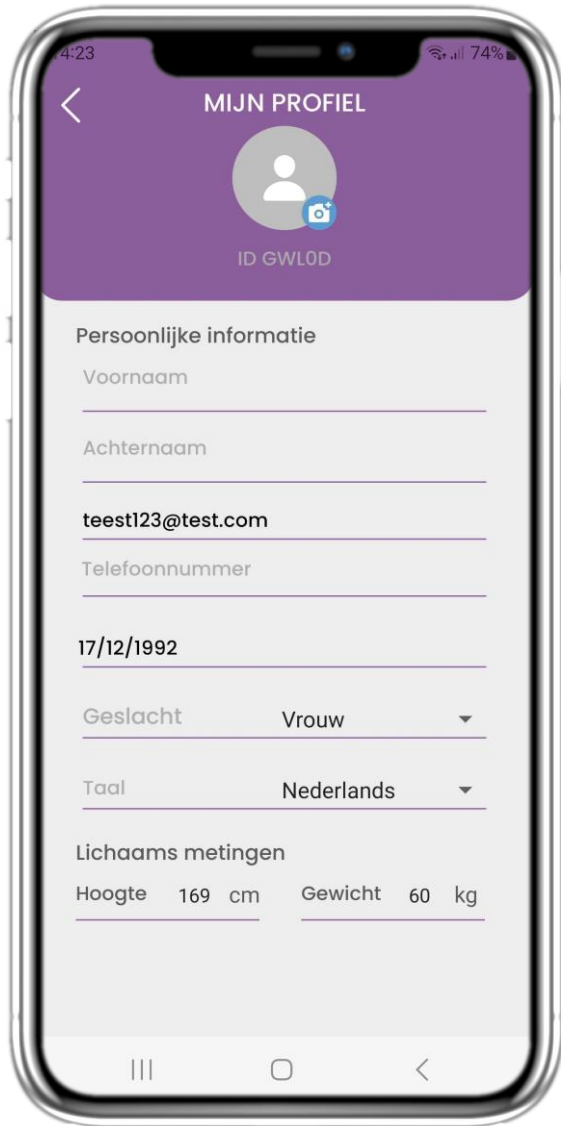 4:23 74%
MIJN PROFIEL
ID GWL0D
Persoonlijke informatie
Voornaam
Achternaam
teest123@test.com
Telefoonnummer
17/12/1992
Geslacht Vrouw
Taal Nederlands
Lichaams metingen
Hoogte 169 cm Gewicht 60 kg